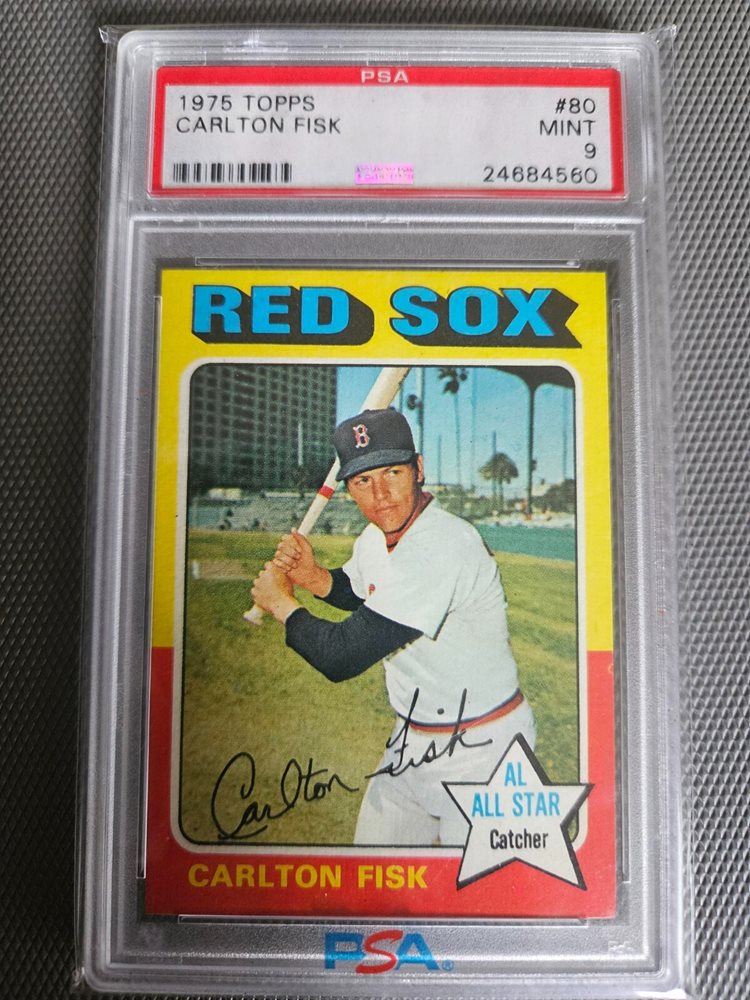 PSA
1975 TOPPS #80
CARLTON FISK MINT
9
24684560
RED SOX
B
Carlton Fisk
AL
ALL STAR
Catcher
CARLTON FISK
PSA